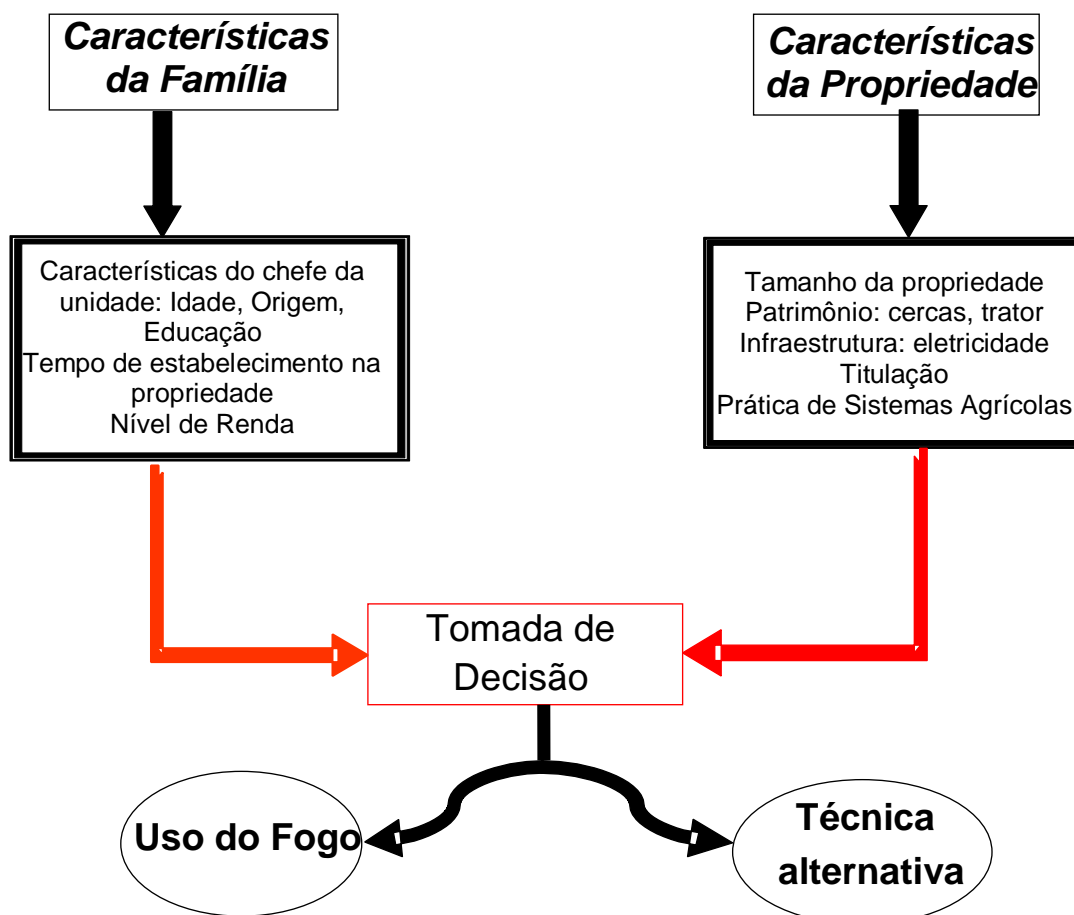 Características
da Família
Características
da Propriedade
Características do chefe da
unidade: Idade, Origem,
Educação
Tempo de estabelecimento na
propriedade
Nível de Renda
Tamanho da propriedade
Patrimônio: cercas, trator
Infraestrutura: eletricidade
Titulação
Prática de Sistemas Agrícolas
Tomada de
Decisão
Uso do Fogo
Técnica
alternativa